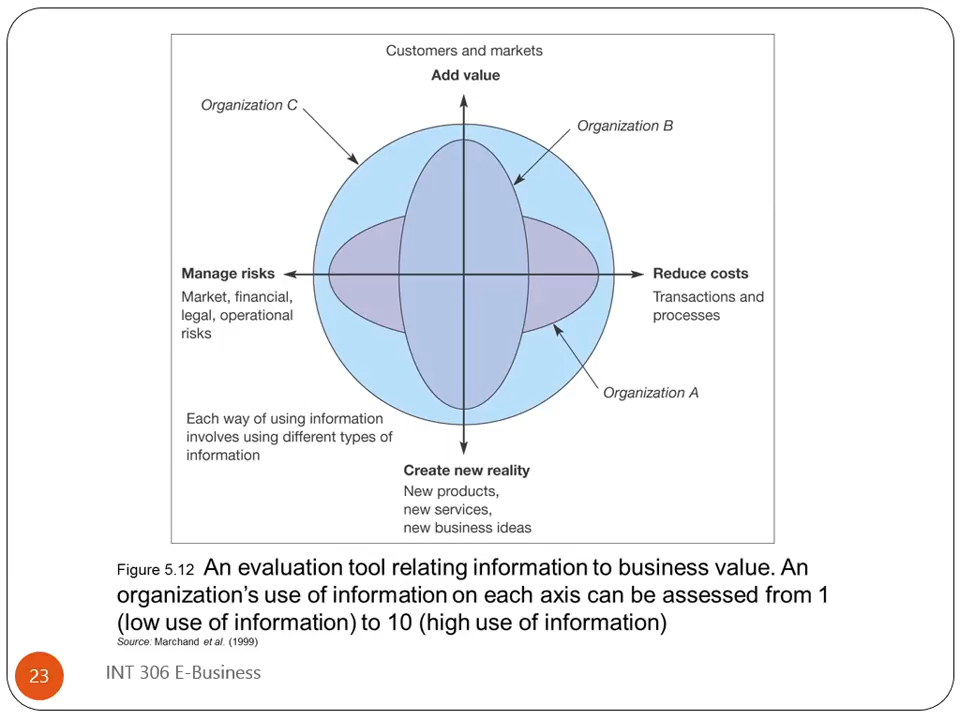 Customers and markets
Add value
Organization C
Organization B
Manage risks
Market, financial,
legal, operational
risks
Reduce costs
Transactions and
processes
Organization A
Each way of using information
involves using different types of
information
Create new reality
New products,
new services,
new business ideas
Figure 5.12 An evaluation tool relating information to business value. An
organization’s use of information on each axis can be assessed from 1
(low use of information) to 10 (high use of information)
Source: Marchand et al. (1999)
23
INT 306 E-Business